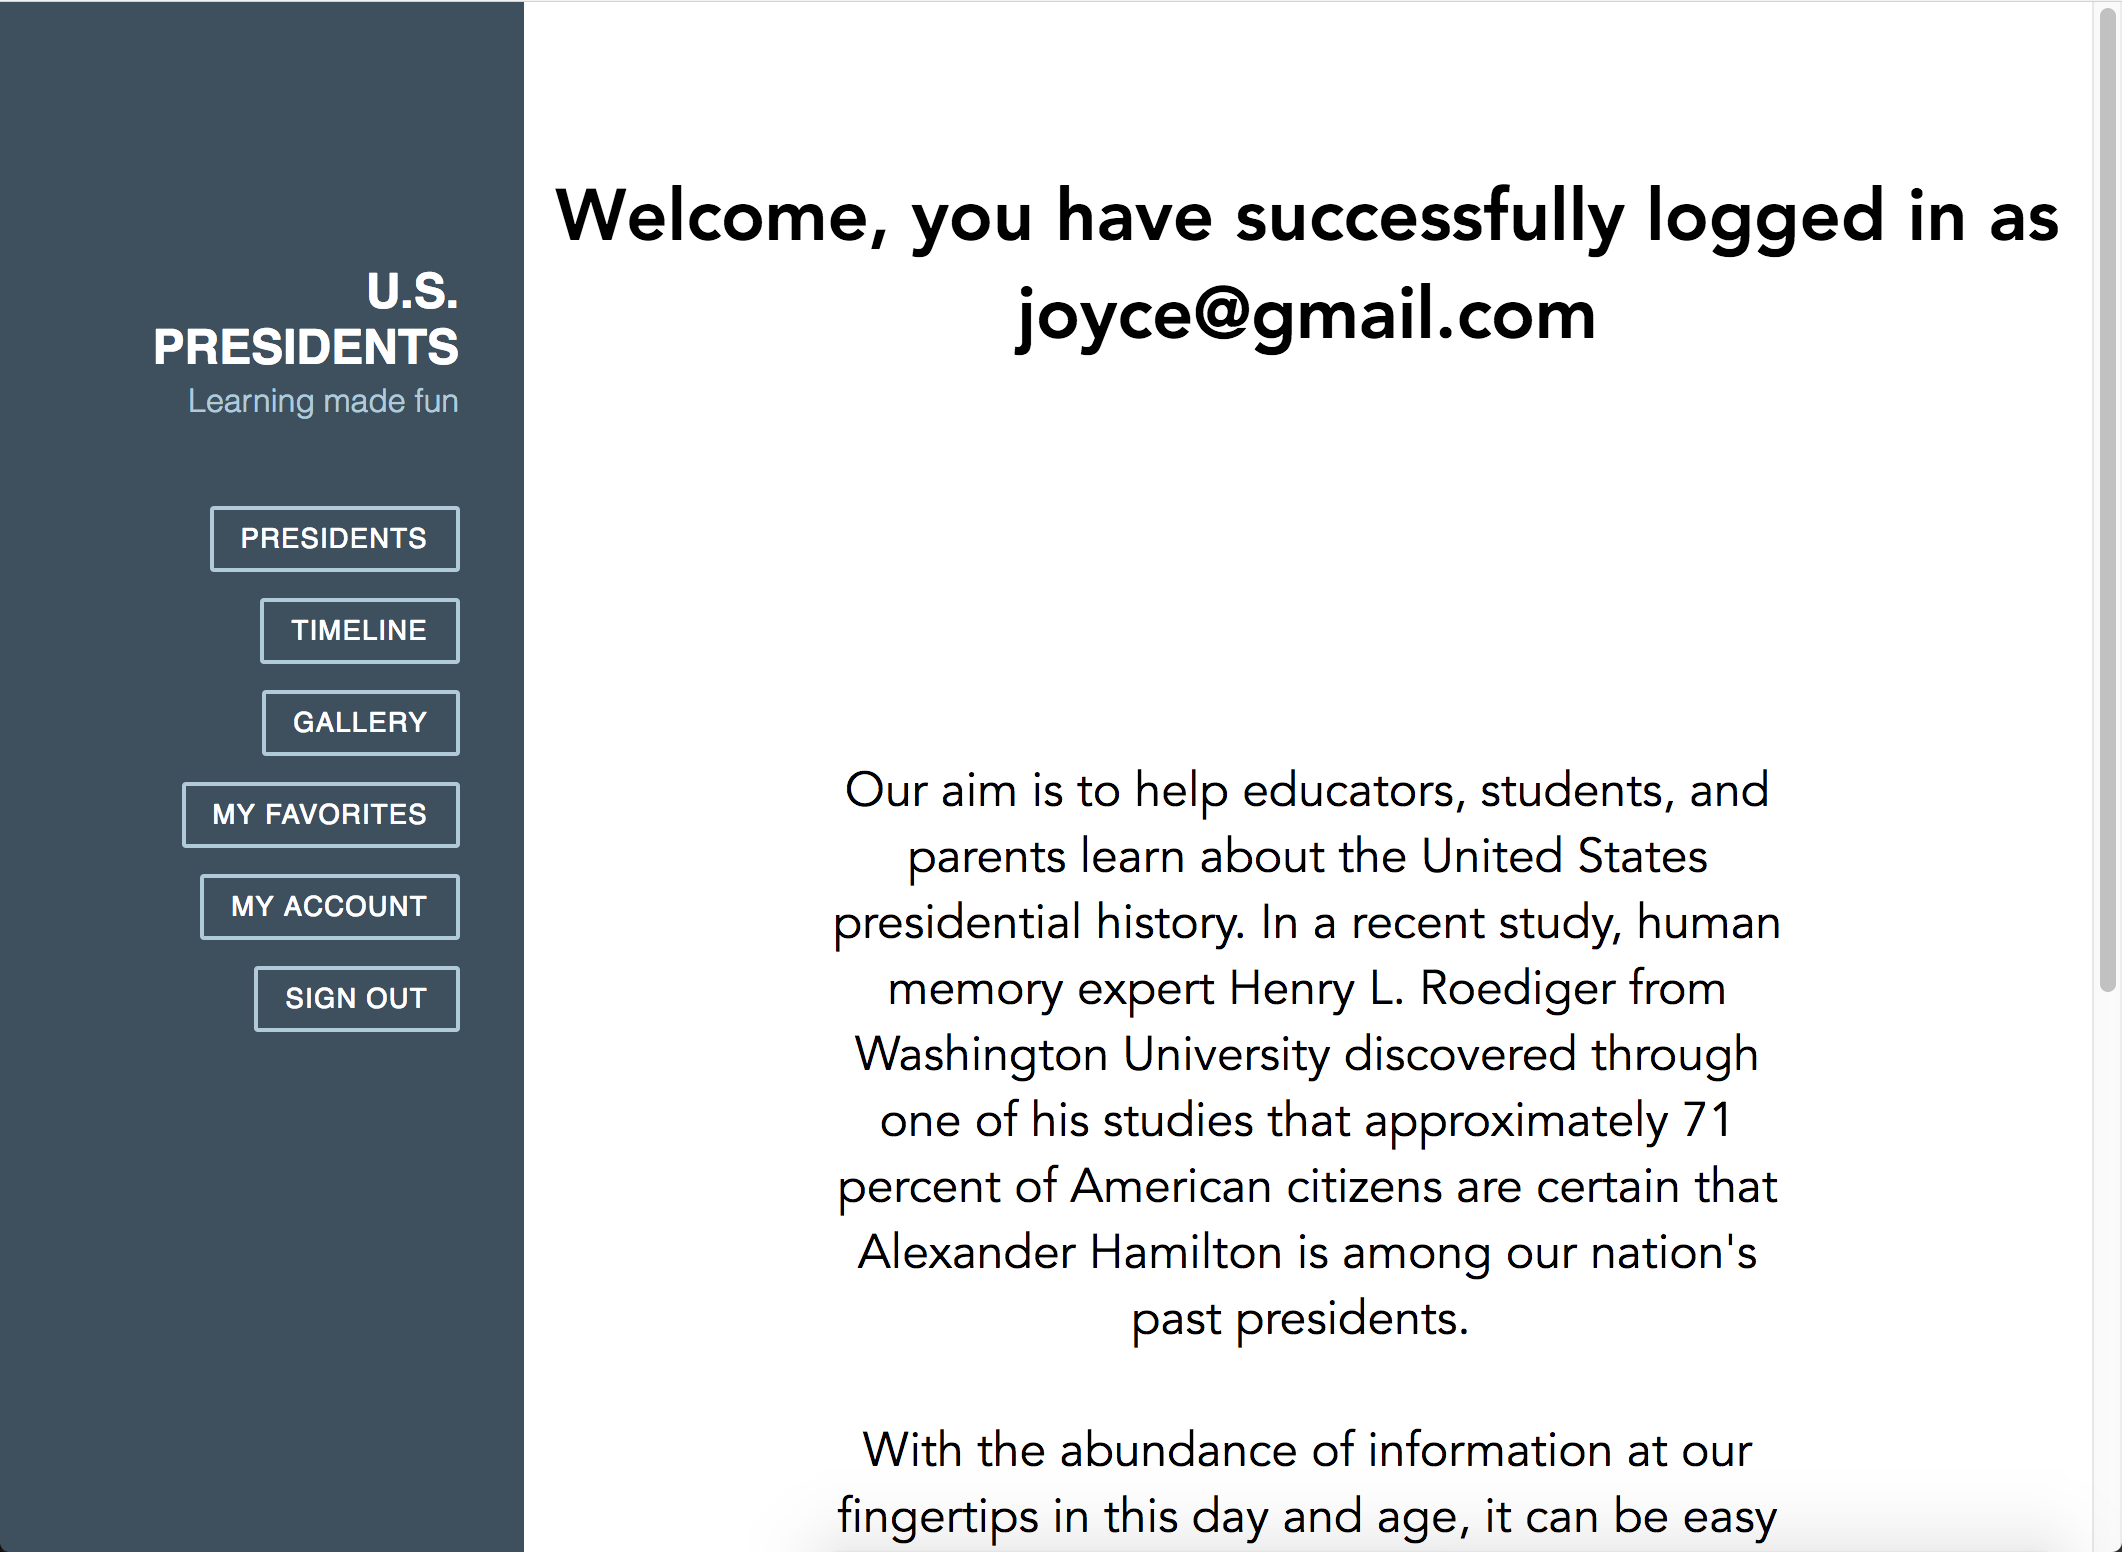 U.S.
PRESIDENTS
Learning made fun
PRESIDENTS
TIMELINE
GALLERY
MY FAVORITES
MY ACCOUNT
SIGN OUT
Welcome, you have successfully logged in as
joyce@gmail.com
Our aim is to help educators, students, and
parents learn about the United States
presidential history. In a recent study, human
memory expert Henry L. Roediger from
Washington University discovered through
one of his studies that approximately 71
percent of American citizens are certain that
Alexander Hamilton is among our nation's
past presidents.
With the abundance of information at our
fingertips in this day and age, it can be easy